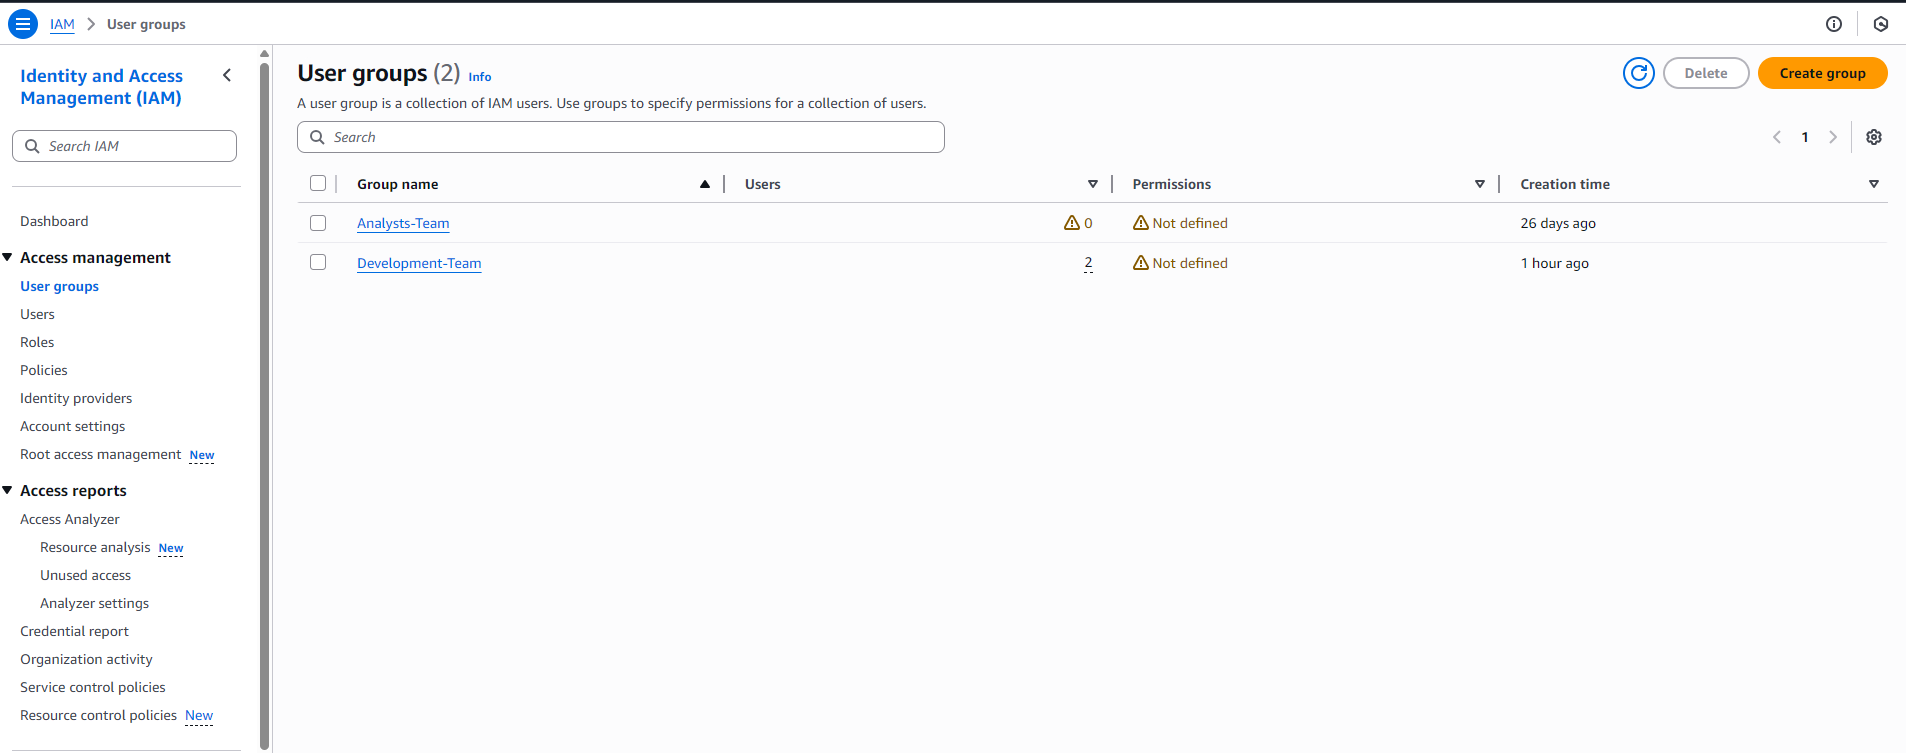 IAM > User groups
Identity and Access
Management (IAM)
Search IAM
Dashboard
Access management
User groups
Users
Roles
Policies
Identity providers
Account settings
Root access management New
Access reports
Access Analyzer
Resource analysis New
Unused access
Analyzer settings
Credential report
Organization activity
Service control policies
Resource control policies New
User groups (2) Info
Delete
Create group
A user group is a collection of IAM users. Use groups to specify permissions for a collection of users.
Search
1
Group name Users Permissions Creation time
Analysts-Team 0 Not defined 26 days ago
Development-Team 2 Not defined 1 hour ago